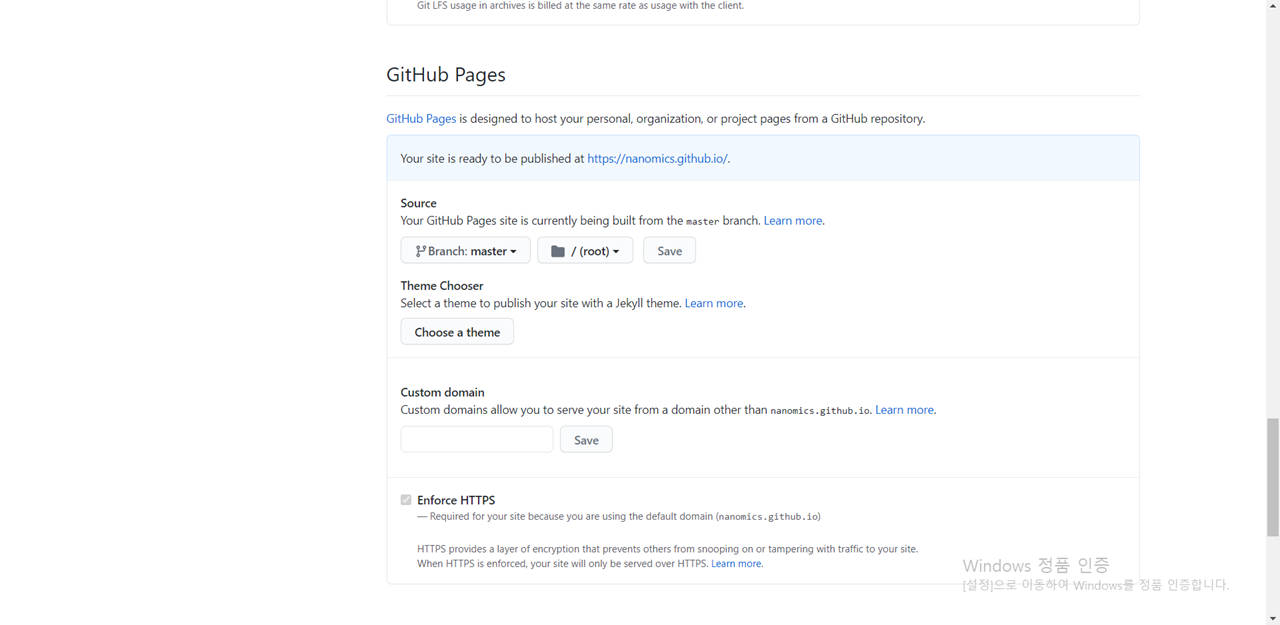 Git LFS usage in archives is billed at the same rate as usage with the client.
GitHub Pages
GitHub Pages is designed to host your personal, organization, or project pages from a GitHub repository.
Your site is ready to be published at https://nanomics.github.io/.
Source
Your GitHub Pages site is currently being built from the master branch. Learn more.
Branch: master / (root) Save
Theme Chooser
Select a theme to publish your site with a Jekyll theme. Learn more.
Choose a theme
Custom domain
Custom domains allow you to serve your site from a domain other than nanomics.github.io. Learn more.
Save
Enforce HTTPS
— Required for your site because you are using the default domain (nanomics.github.io)
HTTPS provides a layer of encryption that prevents others from snooping on or tampering with traffic to your site.
When HTTPS is enforced, your site will only be served over HTTPS. Learn more.
Windows 정품 인증
[설정]으로 이동하여 Windows를 정품 인증합니다.